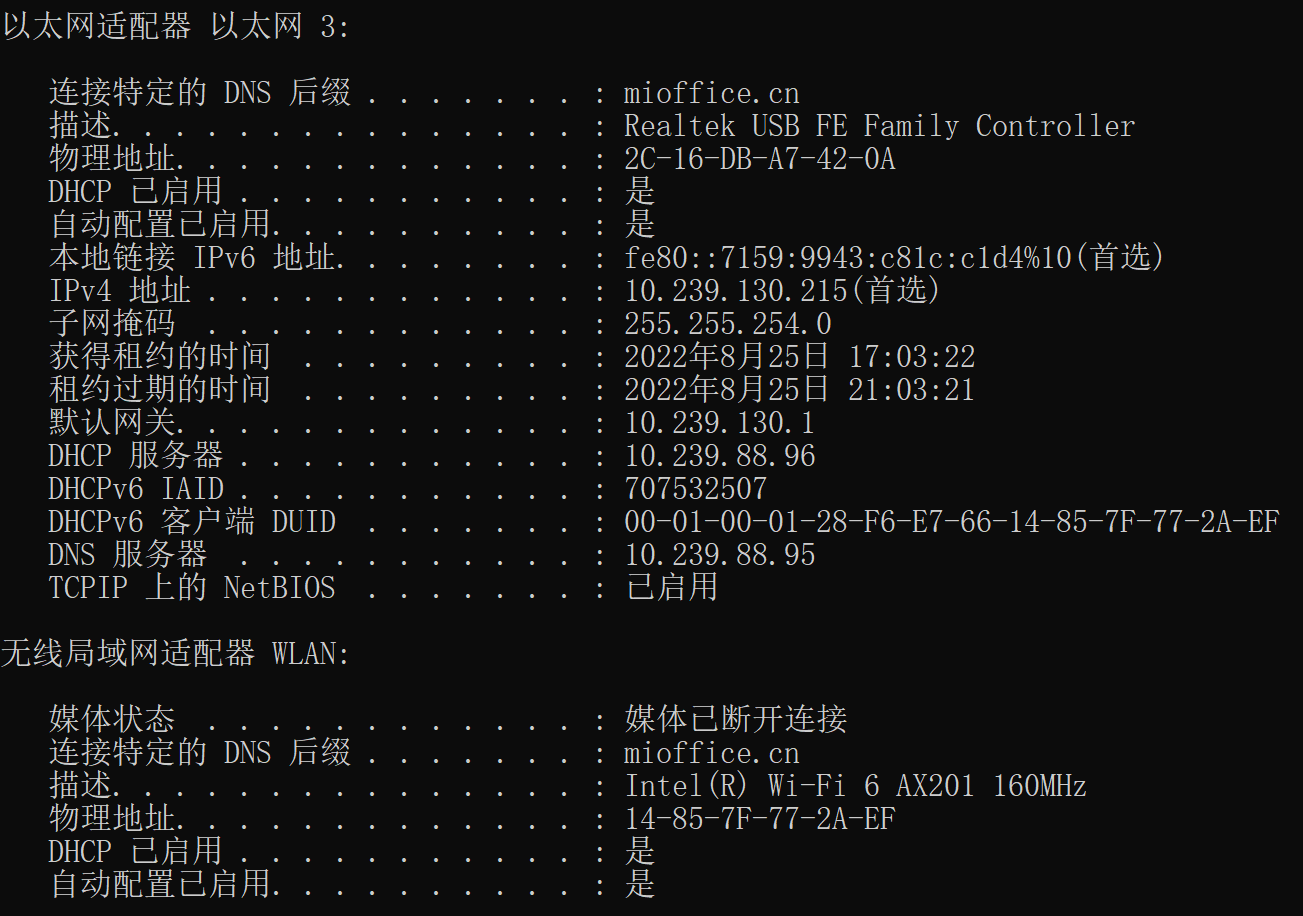 以太网适配器 以太网 3:
连接特定的 DNS 后缀 . . . . . . . : mioffice.cn
描述. . . . . . . . . . . . . . . : Realtek USB FE Family Controller
物理地址. . . . . . . . . . . . . : 2C-16-DB-A7-42-0A
DHCP 已启用 . . . . . . . . . . . : 是
自动配置已启用. . . . . . . . . . : 是
本地链接 IPv6 地址. . . . . . . . : fe80::7159:9943:c81c:c1d4%10(首选)
IPv4 地址 . . . . . . . . . . . . : 10.239.130.215(首选)
子网掩码  . . . . . . . . . . . . : 255.255.254.0
获得租约的时间  . . . . . . . . . : 2022年8月25日 17:03:22
租约过期的时间  . . . . . . . . . : 2022年8月25日 21:03:21
默认网关. . . . . . . . . . . . . : 10.239.130.1
DHCP 服务器 . . . . . . . . . . . : 10.239.88.96
DHCPv6 IAID . . . . . . . . . . . : 707532507
DHCPv6 客户端 DUID  . . . . . . . : 00-01-00-01-28-F6-E7-66-14-85-7F-77-2A-EF
DNS 服务器  . . . . . . . . . . . : 10.239.88.95
TCPIP 上的 NetBIOS  . . . . . . . : 已启用
无线局域网适配器 WLAN:
媒体状态  . . . . . . . . . . . . : 媒体已断开连接
连接特定的 DNS 后缀 . . . . . . . : mioffice.cn
描述. . . . . . . . . . . . . . . : Intel(R) Wi-Fi 6 AX201 160MHz
物理地址. . . . . . . . . . . . . : 14-85-7F-77-2A-EF
DHCP 已启用 . . . . . . . . . . . : 是
自动配置已启用. . . . . . . . . . : 是